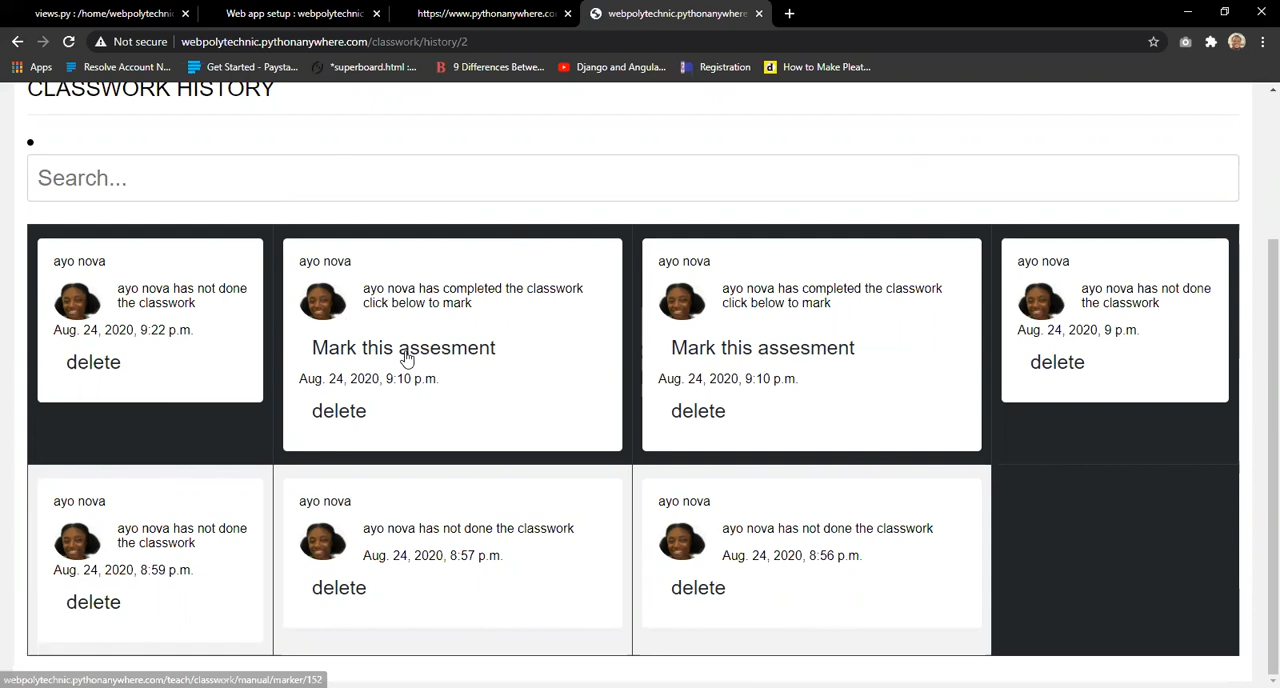 views.py : /home/webpolytechnic
Web app setup : webpolytechnic
https://www.pythonanywhere.co
webpolytechnic.pythonanywhere
Not secure
webpolytechnic.pythonanywhere.com/classwork/history/2
Apps
Resolve Account N...
Get Started - Paysta...
*superboard.html :...
9 Differences Betwe...
Django and Angula...
Registration
How to Make Pleat...
CLASSWORK HISTORY
Search...
ayo nova
ayo nova has not done
the classwork
Aug. 24, 2020, 9:22 p.m.
delete
ayo nova
ayo nova has completed the classwork
click below to mark
Mark this assesment
Aug. 24, 2020, 9:10 p.m.
delete
ayo nova
ayo nova has completed the classwork
click below to mark
Mark this assesment
Aug. 24, 2020, 9:10 p.m.
delete
ayo nova
ayo nova has not done
the classwork
Aug. 24, 2020, 9 p.m.
delete
ayo nova
ayo nova has not done
the classwork
Aug. 24, 2020, 8:59 p.m.
delete
ayo nova
ayo nova has not done the classwork
Aug. 24, 2020, 8:57 p.m.
delete
ayo nova
ayo nova has not done the classwork
Aug. 24, 2020, 8:56 p.m.
delete
webpolytechnic.pythonanywhere.com/teach/classwork/manual/marker/152